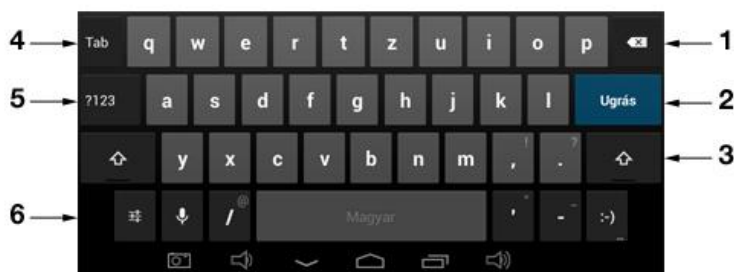 4 Tab q w e r t z u i o p 1
5 ?123 a s d f g h j k l Ugrás 2
y x c v b n m , ! . ? 3
6 / @ Magyar ' " - _ :-)